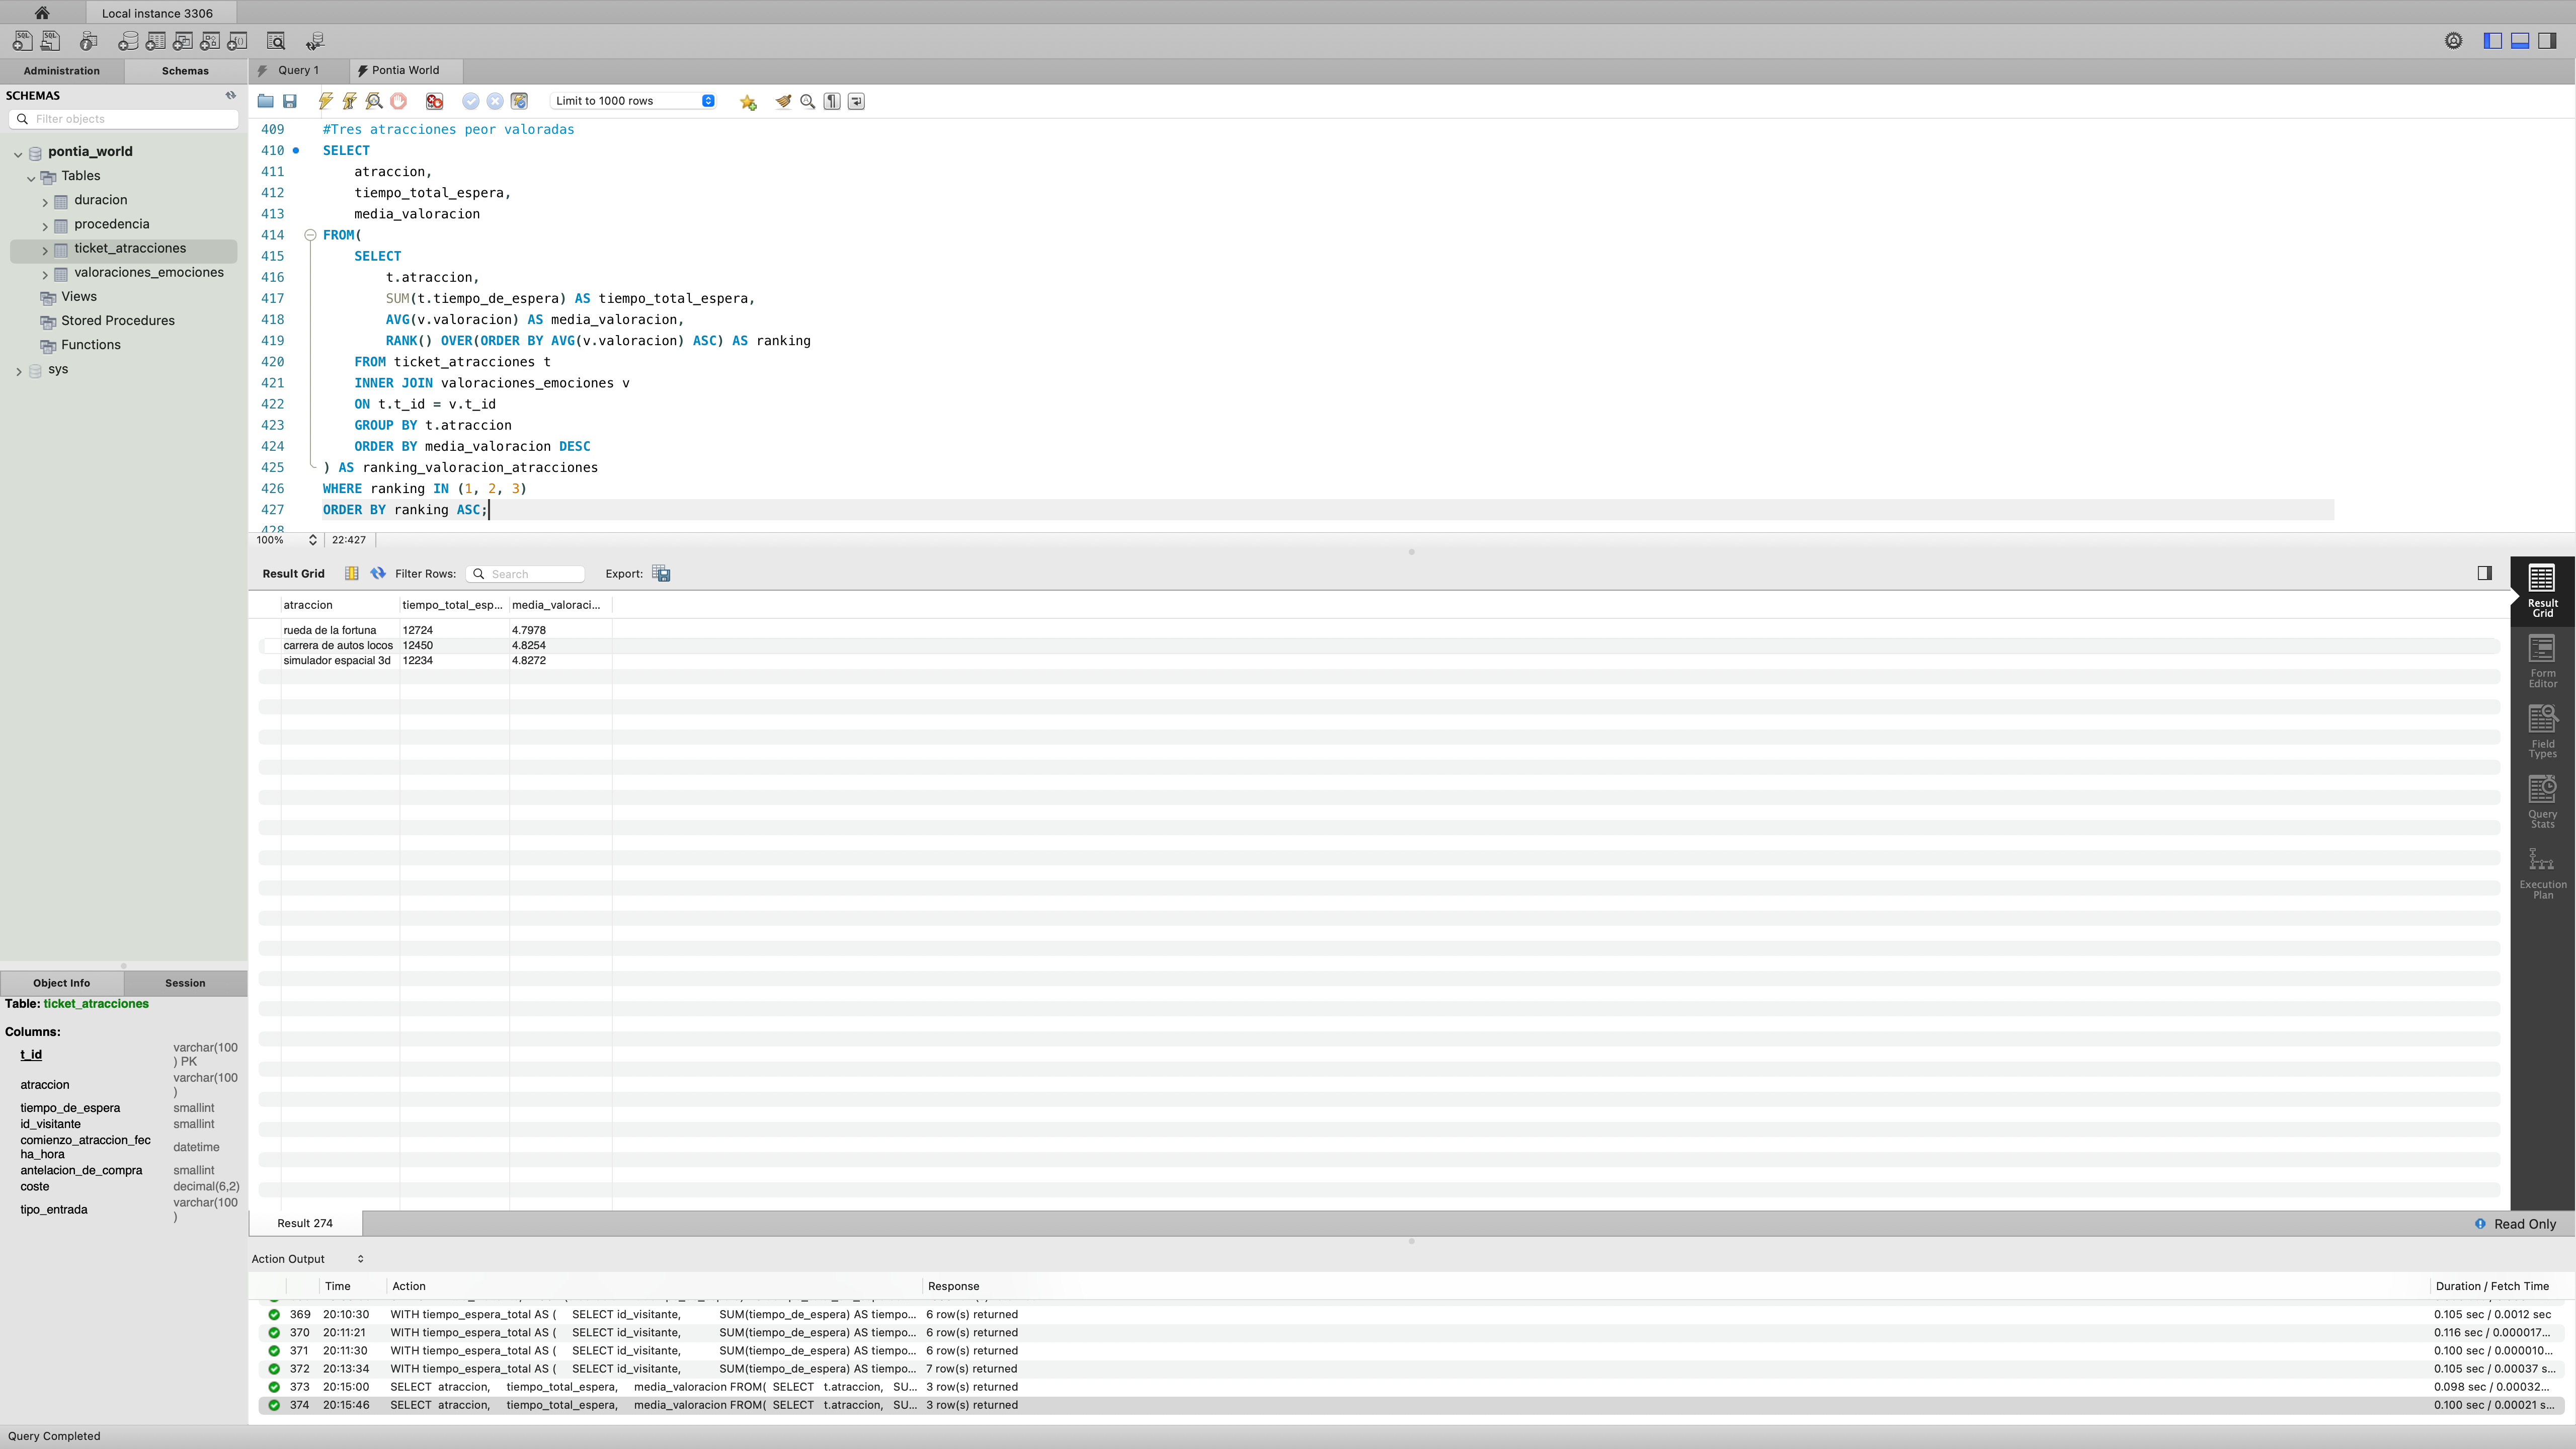 Local instance 3306
Administration
Schemas
Query 1
Pontia World
SCHEMAS
Filter objects
pontia_world
Tables
duracion
procedencia
ticket_atracciones
valoraciones_emociones
Views
Stored Procedures
Functions
sys
Limit to 1000 rows
409 #Tres atracciones peor valoradas
410 SELECT
411 atraccion,
412 tiempo_total_espera,
413 media_valoracion
414 FROM(
415 SELECT
416 t.atraccion,
417 SUM(t.tiempo_de_espera) AS tiempo_total_espera,
418 AVG(v.valoracion) AS media_valoracion,
419 RANK() OVER(ORDER BY AVG(v.valoracion) ASC) AS ranking
420 FROM ticket_atracciones t
421 INNER JOIN valoraciones_emociones v
422 ON t.t_id = v.t_id
423 GROUP BY t.atraccion
424 ORDER BY media_valoracion DESC
425 ) AS ranking_valoracion_atracciones
426 WHERE ranking IN (1, 2, 3)
427 ORDER BY ranking ASC;
428
100% 22:427
Result Grid Filter Rows: Search Export:
atraccion tiempo_total_esp... media_valoraci...
rueda de la fortuna 12724 4.7978
carrera de autos locos 12450 4.8254
simulador espacial 3d 12234 4.8272
Result
Grid
Form
Editor
Field
Types
Query
Stats
Execution
Plan
Object Info Session
Table: ticket_atracciones
Columns:
t_id varchar(100
) PK
atraccion varchar(100
)
tiempo_de_espera smallint
id_visitante smallint
comienzo_atraccion_fec
ha_hora datetime
antelacion_de_compra smallint
coste decimal(6,2)
tipo_entrada varchar(100
)
Result 274
Read Only
Action Output
Time Action Response Duration / Fetch Time
369 20:10:30 WITH tiempo_espera_total AS ( SELECT id_visitante, SUM(tiempo_de_espera) AS tiempo... 6 row(s) returned 0.105 sec / 0.0012 sec
370 20:11:21 WITH tiempo_espera_total AS ( SELECT id_visitante, SUM(tiempo_de_espera) AS tiempo... 6 row(s) returned 0.116 sec / 0.000017...
371 20:11:30 WITH tiempo_espera_total AS ( SELECT id_visitante, SUM(tiempo_de_espera) AS tiempo... 6 row(s) returned 0.100 sec / 0.000010...
372 20:13:34 WITH tiempo_espera_total AS ( SELECT id_visitante, SUM(tiempo_de_espera) AS tiempo... 7 row(s) returned 0.105 sec / 0.00037 s...
373 20:15:00 SELECT atraccion, tiempo_total_espera, media_valoracion FROM( SELECT t.atraccion, SU... 3 row(s) returned 0.098 sec / 0.00032...
374 20:15:46 SELECT atraccion, tiempo_total_espera, media_valoracion FROM( SELECT t.atraccion, SU... 3 row(s) returned 0.100 sec / 0.00021 s...
Query Completed